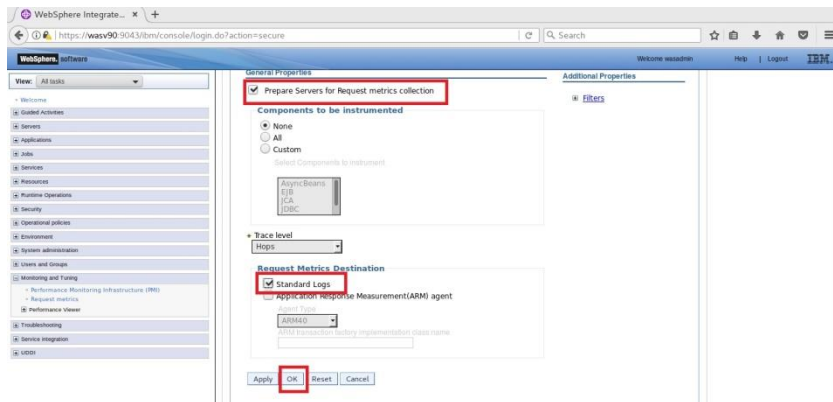 WebSphere Integrate...
https://wasv90:9043/ibm/console/login.do?action=secure
Search
WebSphere. software
Welcome wasadmin
Help | Logout
IBM.
View: All tasks
Welcome
Guided Activities
Servers
Applications
Jobs
Services
Resources
Runtime Operations
Security
Operational policies
Environment
System administration
Users and Groups
Monitoring and Tuning
Performance Monitoring Infrastructure (PMI)
Request metrics
Performance Viewer
Troubleshooting
Service integration
UDDI
General Properties
Prepare Servers for Request metrics collection
Components to be instrumented
None
All
Custom
Select Components to instrument
AsyncBeans
EJB
JCA
JDBC
Trace level
Hops
Request Metrics Destination
Standard Logs
Application Response Measurement(ARM) agent
Agent Type
ARM40
ARM transaction factory implementation class name
Apply
OK
Reset
Cancel
Additional Properties
Filters